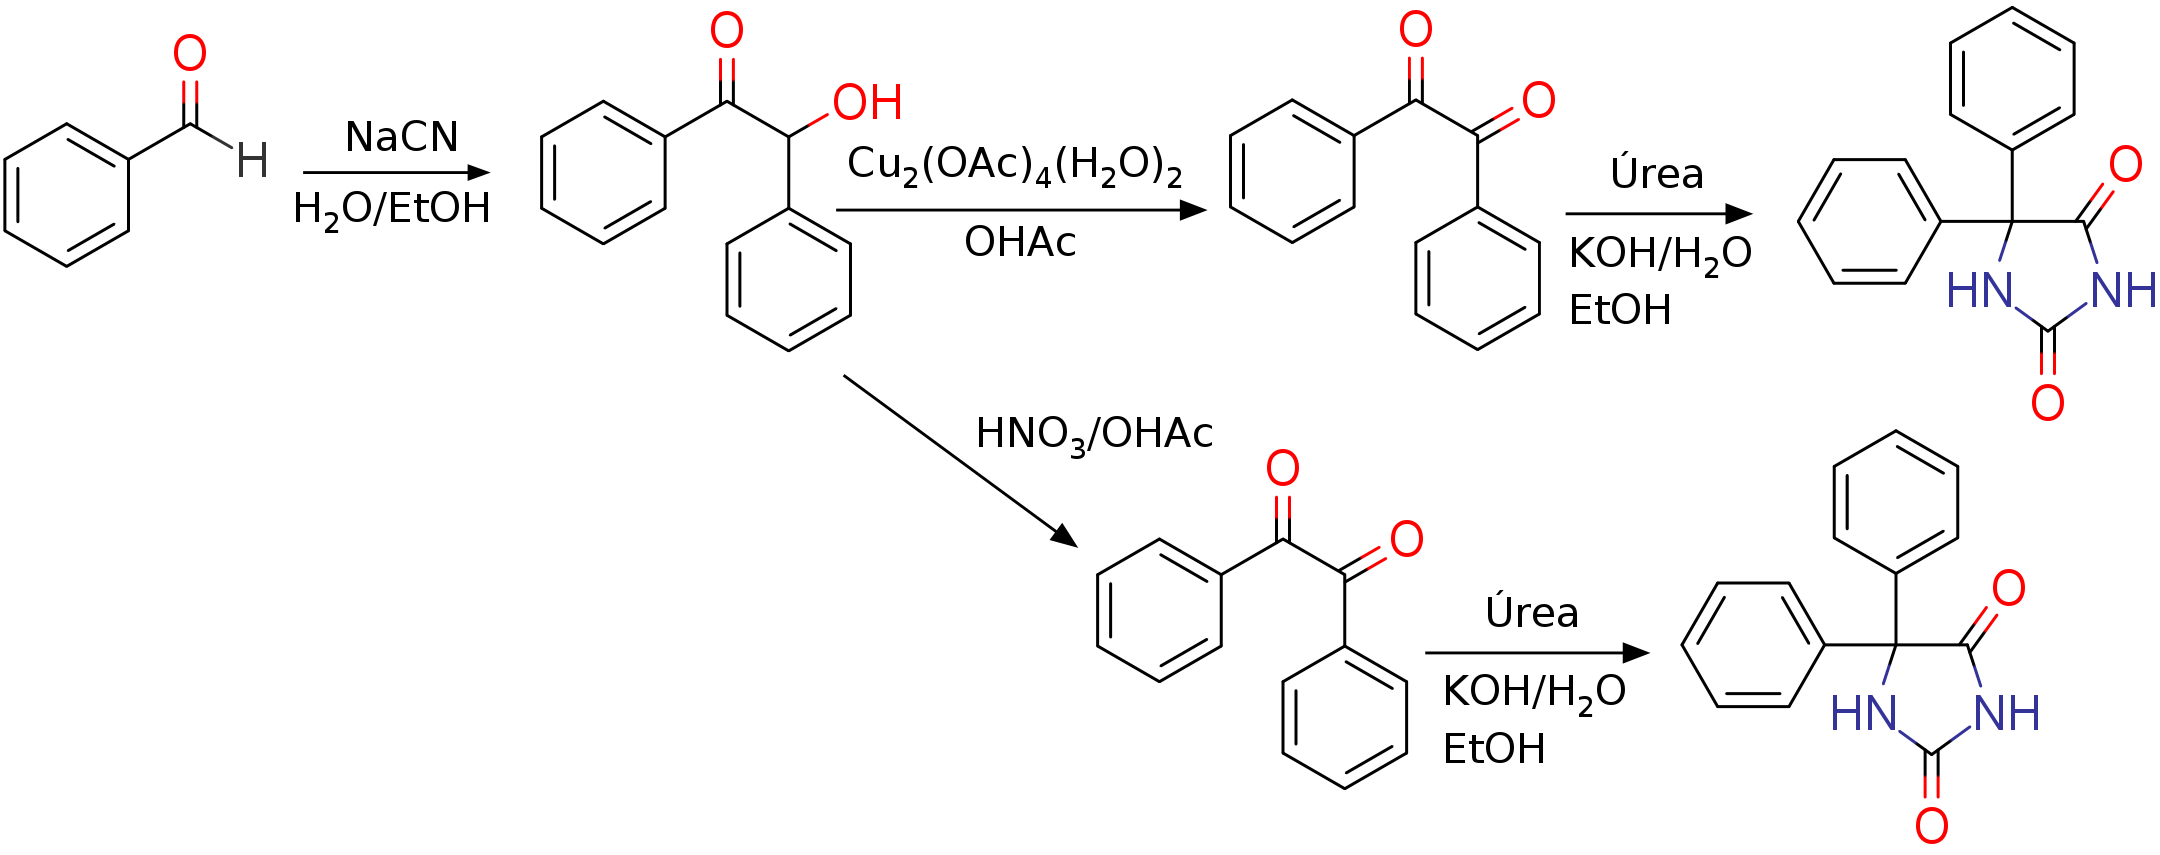 O
H
NaCN
H₂O/EtOH
O
OH
Cu₂(OAc)₄(H₂O)₂
OHAc
O
O
Úrea
KOH/H₂O
EtOH
O
HN
NH
O
HNO₃/OHAc
O
O
Úrea
KOH/H₂O
EtOH
O
HN
NH
O